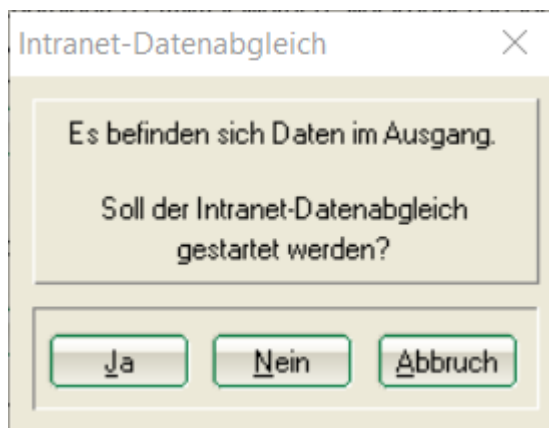 Intranet-Datenabgleich
Es befinden sich Daten im Ausgang.
Soll der Intranet-Datenabgleich
gestartet werden?
Ja Nein Abbruch